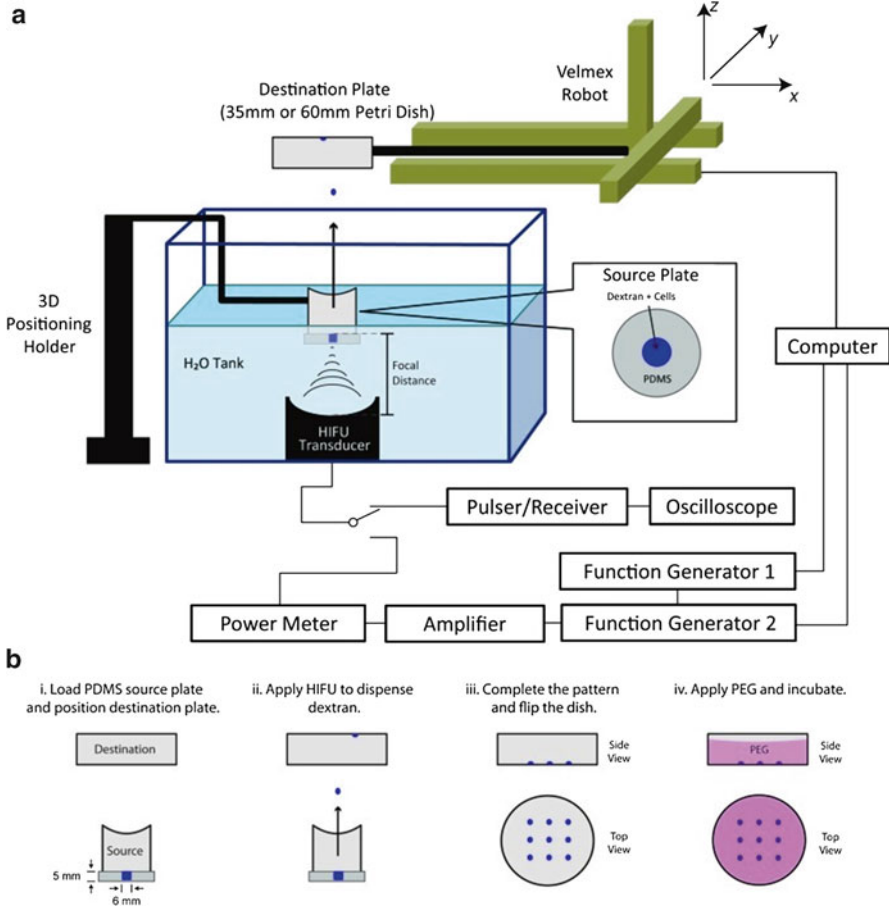 a
z
y
x
Velmex
Robot
Destination Plate
(35mm or 60mm Petri Dish)
3D
Positioning
Holder
H₂O Tank
Focal
Distance
HIFU
Transducer
Source Plate
Dextran + Cells
PDMS
Computer
Pulser/Receiver
Oscilloscope
Function Generator 1
Power Meter
Amplifier
Function Generator 2
b
i. Load PDMS source plate
and position destination plate.
Destination
Source
5 mm
6 mm
ii. Apply HIFU to dispense
dextran.
iii. Complete the pattern
and flip the dish.
Side
View
Top
View
iv. Apply PEG and incubate.
PEG
Side
View
Top
View